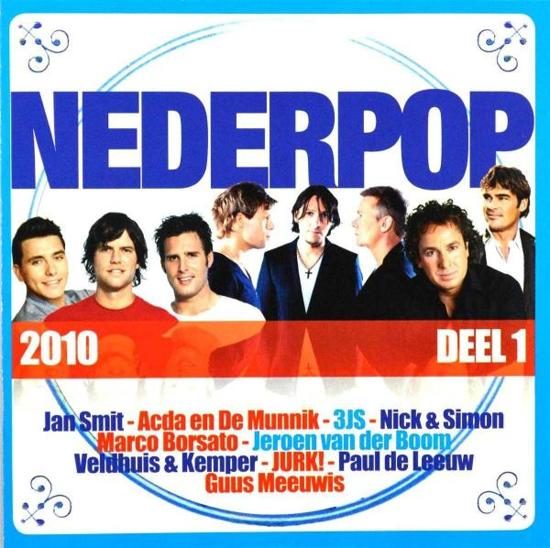 NEDERPOP
2010 DEEL 1
Jan Smit - Acda en De Munnik - 3JS - Nick & Simon
Marco Borsato - Jeroen van der Boom
Veldhuis & Kemper - JURK! - Paul de Leeuw
Guus Meeuwis